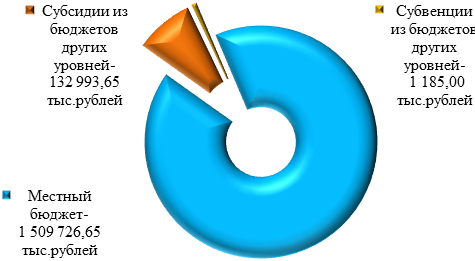 Субсидии из
бюджетов
других
уровней-
132 993,65
тыс.рублей
Субвенции
из бюджетов
других
уровней-
1 185,00
тыс.рублей
Местный
бюджет-
1 509 726,65
тыс.рублей